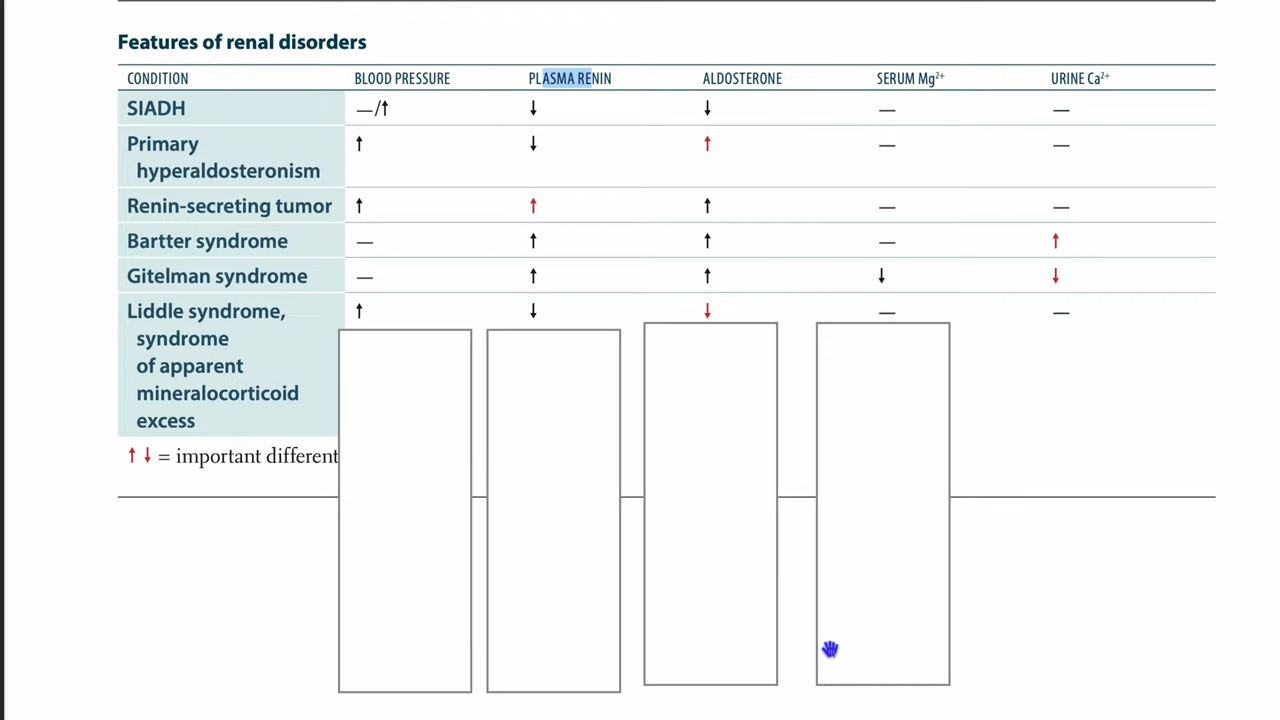 Features of renal disorders
CONDITION BLOOD PRESSURE PLASMA RENIN ALDOSTERONE SERUM Mg²⁺ URINE Ca²⁺
SIADH —/↑ ↓ ↓ — —
Primary ↑ ↓ ↑ — —
hyperaldosteronism
Renin-secreting tumor ↑ ↑ ↑ — —
Bartter syndrome — ↑ ↑ — ↑
Gitelman syndrome — ↑ ↑ ↓ ↓
Liddle syndrome, ↑ ↓ ↓ — —
syndrome
of apparent
mineralocorticoid
excess
↑ ↓ = important different